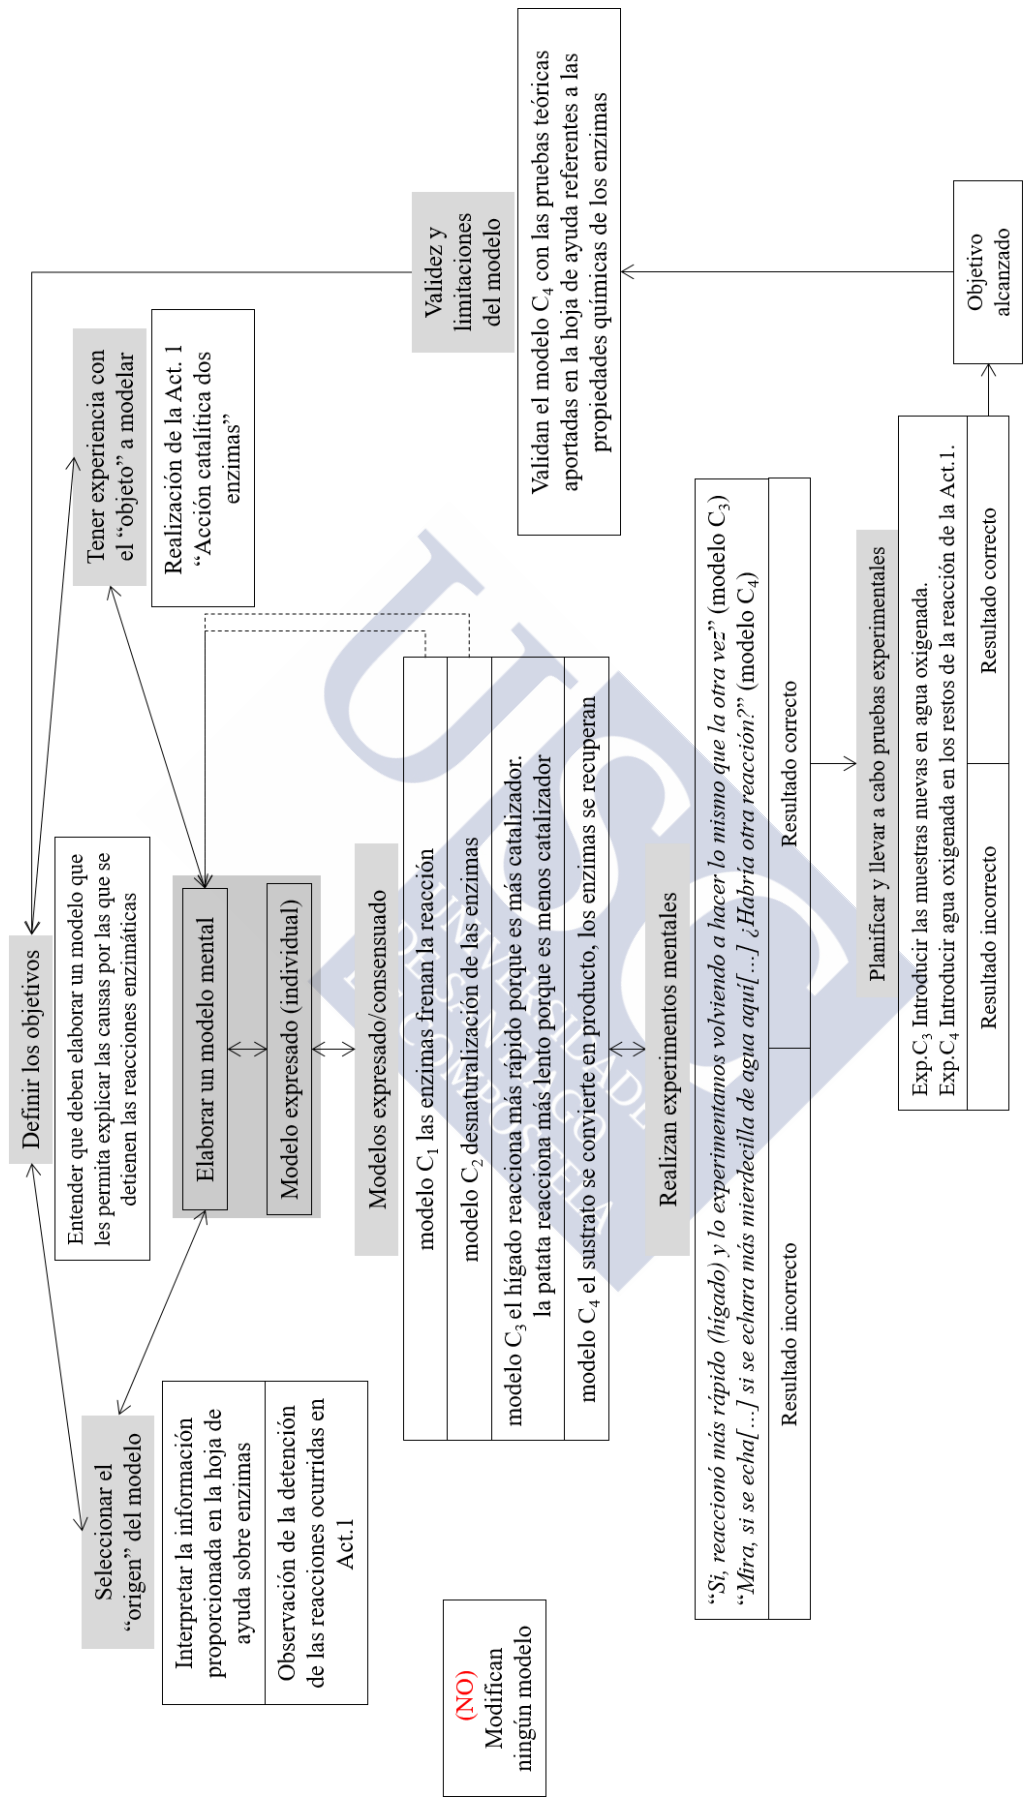 Definir los objetivos
Entender que deben elaborar un modelo que
les permita explicar las causas por las que se
detienen las reacciones enzimáticas
Seleccionar el
“origen” del modelo
Interpretar la información
proporcionada en la hoja de
ayuda sobre enzimas
Observación de la detención
de las reacciones ocurridas en
Act.1
Tener experiencia con
el “objeto” a modelar
Realización de la Act. 1
“Acción catalítica dos
enzimas”
Elaborar un modelo mental
Modelo expresado (individual)
Modelos expresado/consensuado
modelo C₁ las enzimas frenan la reacción
modelo C₂ desnaturalización de las enzimas
modelo C₃ el hígado reacciona más rápido porque es más catalizador.
la patata reacciona más lento porque es menos catalizador
modelo C₄ el sustrato se convierte en producto, los enzimas se recuperan
(NO)
Modifican
ningún modelo
Validez y
limitaciones
del modelo
Validan el modelo C₄ con las pruebas teóricas
aportadas en la hoja de ayuda referentes a las
propiedades químicas de los enzimas
Realizan experimentos mentales
“Si, reaccionó más rápido (hígado) y lo experimentamos volviendo a hacer lo mismo que la otra vez” (modelo C₃)
“Mira, si se echa[...] si se echara más mierdecilla de agua aquí[...] ¿Habría otra reacción?” (modelo C₄)
Resultado incorrecto
Resultado correcto
Planificar y llevar a cabo pruebas experimentales
Exp.C₃ Introducir las muestras nuevas en agua oxigenada.
Exp.C₄ Introducir agua oxigenada en los restos de la reacción de la Act.1.
Resultado incorrecto
Resultado correcto
Objetivo
alcanzado
USC
UNIVERSIDADE
DE SANTIAGO
DE COMPOSTELA